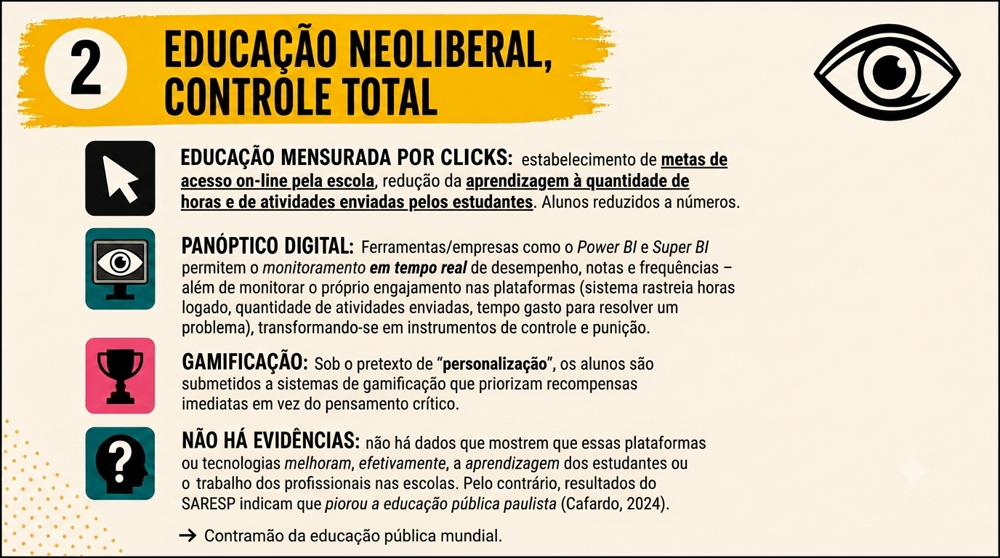 2
EDUCAÇÃO NEOLIBERAL,
CONTROLE TOTAL
EDUCAÇÃO MENSURADA POR CLICKS: estabelecimento de metas de
acesso on-line pela escola, redução da aprendizagem à quantidade de
horas e de atividades enviadas pelos estudantes. Alunos reduzidos a números.
PANÓPTICO DIGITAL: Ferramentas/empresas como o Power BI e Super BI
permitem o monitoramento em tempo real de desempenho, notas e frequências –
além de monitorar o próprio engajamento nas plataformas (sistema rastreia horas
logado, quantidade de atividades enviadas, tempo gasto para resolver um
problema), transformando-se em instrumentos de controle e punição.
GAMIFICAÇÃO: Sob o pretexto de “personalização”, os alunos são
submetidos a sistemas de gamificação que priorizam recompensas
imediatas em vez do pensamento crítico.
?
NÃO HÁ EVIDÊNCIAS: não há dados que mostrem que essas plataformas
ou tecnologias melhoram, efetivamente, a aprendizagem dos estudantes ou
o trabalho dos profissionais nas escolas. Pelo contrário, resultados do
SARESP indicam que piorou a educação pública paulista (Cafardo, 2024).
→ Contramão da educação pública mundial.